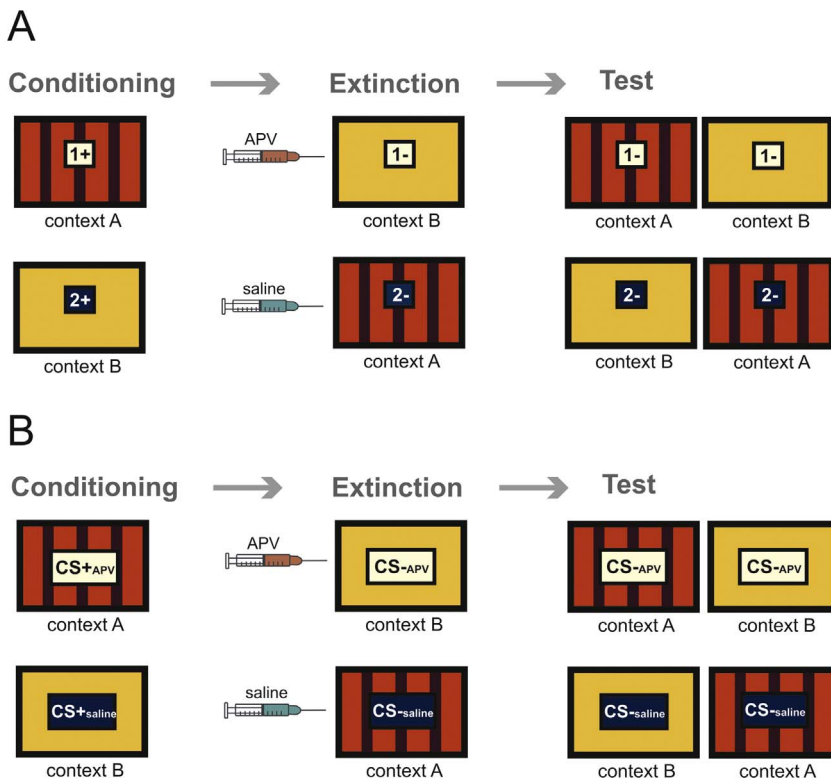 A
Conditioning Extinction Test
1+ APV 1- 1- 1-
context A context B context A context B
2+ saline 2- 2- 2-
context B context A context B context A
B
Conditioning Extinction Test
CS+APV APV CS-APV CS-APV CS-APV
context A context B context A context B
CS+saline saline CS-saline CS-saline CS-saline
context B context A context B context A